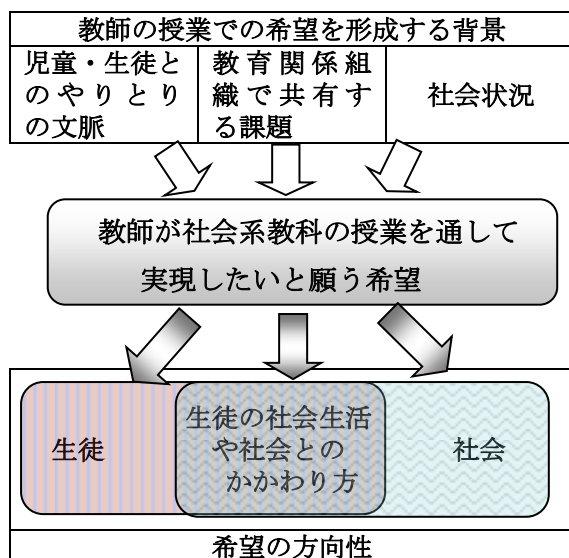 教師の授業での希望を形成する背景
児童・生徒と
のやりとり
の文脈
教育関係組
織で共有す
る課題
社会状況
教師が社会系教科の授業を通して
実現したいと願う希望
生徒
生徒の社会生活
や社会との
かかわり方
社会
希望の方向性